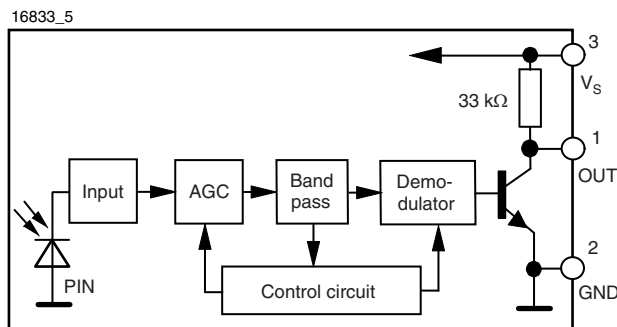 16833_5
3
VS
33 kΩ
1
OUT
Input
AGC
Band
pass
Demo-
dulator
2
GND
PIN
Control circuit